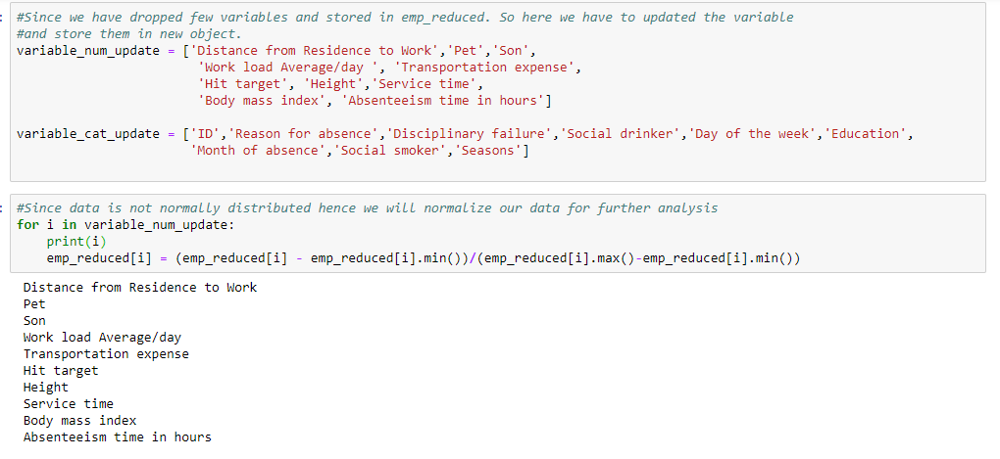 #Since we have dropped few variables and stored in emp_reduced. So here we have to updated the variable
#and store them in new object.
variable_num_update = ['Distance from Residence to Work','Pet','Son',
'Work load Average/day ', 'Transportation expense',
'Hit target', 'Height','Service time',
'Body mass index', 'Absenteeism time in hours']
variable_cat_update = ['ID','Reason for absence','Disciplinary failure','Social drinker','Day of the week','Education',
'Month of absence','Social smoker','Seasons']
#Since data is not normally distributed hence we will normalize our data for further analysis
for i in variable_num_update:
print(i)
emp_reduced[i] = (emp_reduced[i] - emp_reduced[i].min())/(emp_reduced[i].max()-emp_reduced[i].min())
Distance from Residence to Work
Pet
Son
Work load Average/day
Transportation expense
Hit target
Height
Service time
Body mass index
Absenteeism time in hours